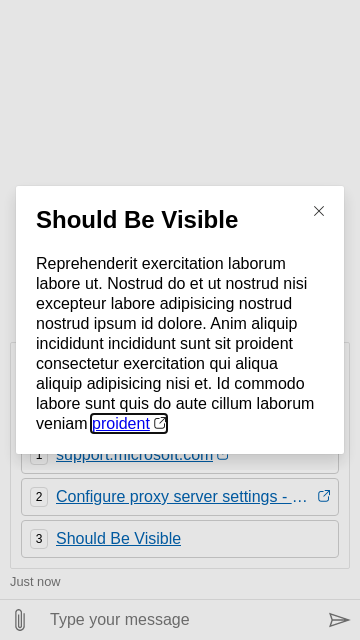 Should Be Visible
Reprehenderit exercitation laborum
labore ut. Nostrud do et ut nostrud nisi
excepteur labore adipisicing nostrud
nostrud ipsum id dolore. Anim aliquip
incididunt incididunt sunt sit proident
consectetur exercitation qui aliqua
aliquip adipisicing nisi et. Id commodo
labore sunt quis do aute cillum laborum
veniam proident
1 support.microsoft.com
2 Configure proxy server settings - ...
3 Should Be Visible
Just now
Type your message